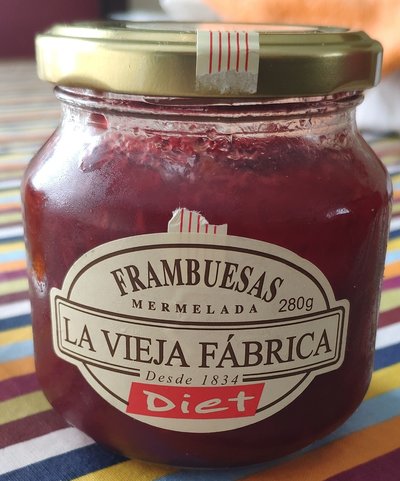 FRAMBUESAS
MERMELADA 280g
LA VIEJA FÁBRICA
Desde 1834
Diet